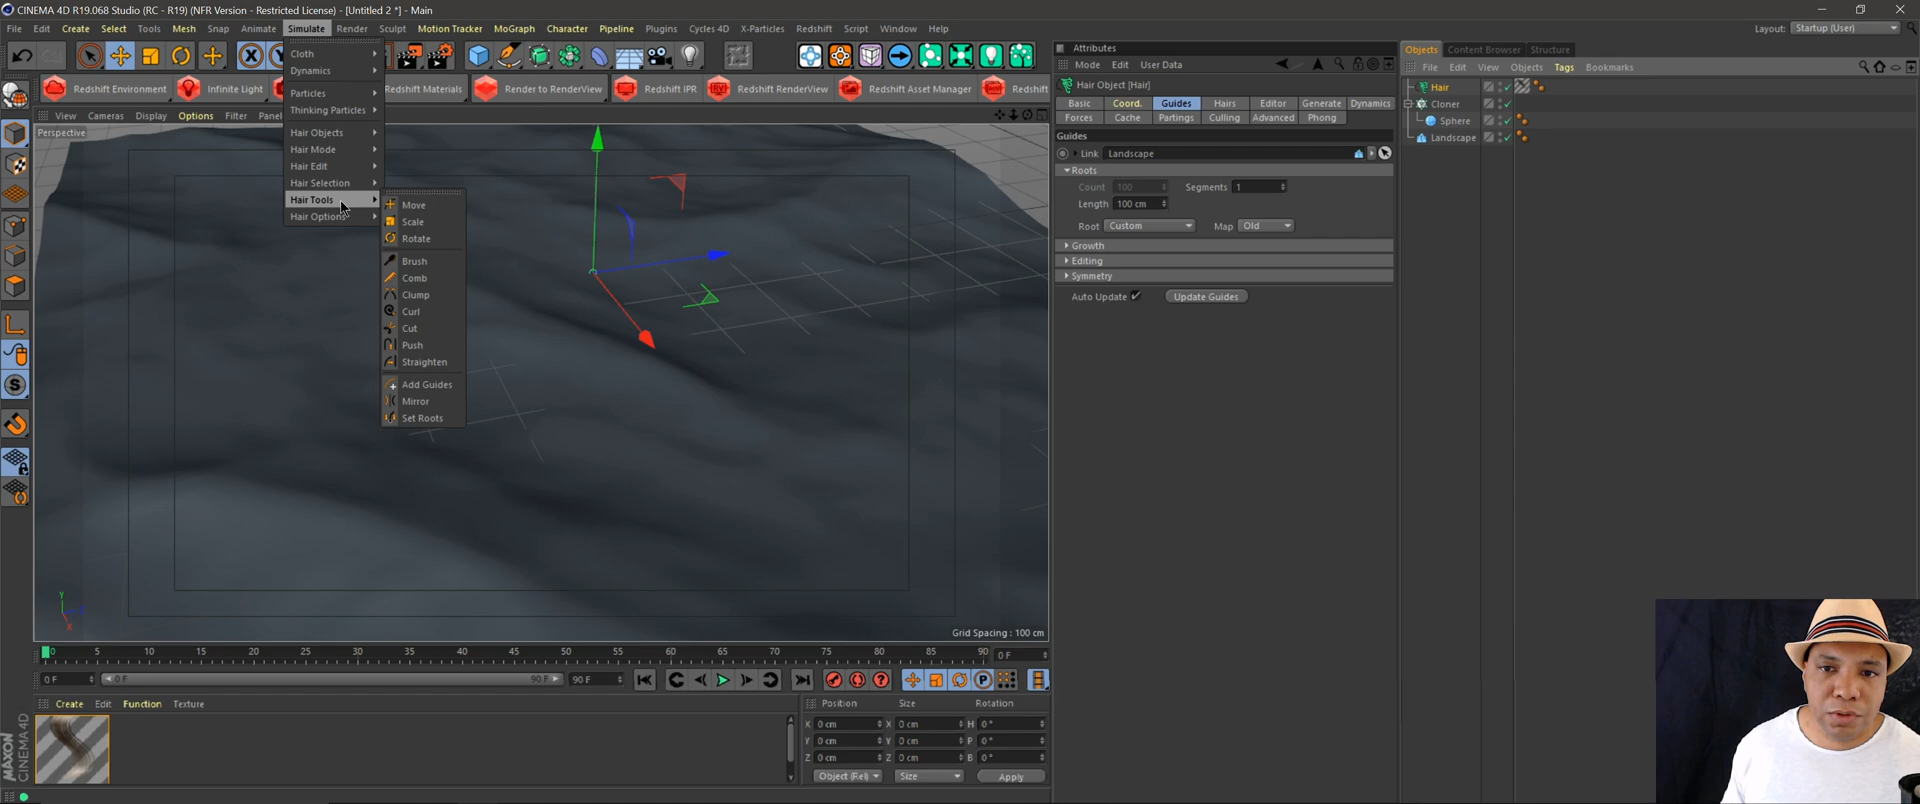 CINEMA 4D R19.068 Studio (RC - R19) (NFR Version - Restricted License) - [Untitled 2 *] - Main
File Edit Create Select Tools Mesh Snap Animate Simulate Render Sculpt Motion Tracker MoGraph Character Pipeline Plugins Cycles 4D X-Particles Redshift Script Window Help
Layout: Startup (User)
Redshift Environment Infinite Light Redshift Materials Render to RenderView Redshift IPR Redshift RenderView Redshift Asset Manager Redshift
View Cameras Display Options Filter Panel
Perspective
Cloth
Dynamics
Particles
Thinking Particles
Hair Objects
Hair Mode
Hair Edit
Hair Selection
Hair Tools
Hair Options
Move
Scale
Rotate
Brush
Comb
Clump
Curl
Cut
Push
Straighten
Add Guides
Mirror
Set Roots
Y
X
Grid Spacing : 100 cm
0 5 10 15 20 25 30 35 40 45 50 55 60 65 70 75 80 85 90 0 F
0 F 0 F 90 F 90 F
Create Edit Function Texture
MAXON
CINEMA 4D
Position Size Rotation
X 0 cm X 0 cm H 0 °
Y 0 cm Y 0 cm P 0 °
Z 0 cm Z 0 cm B 0 °
Object (Rel) Size Apply
Attributes
Mode Edit User Data
Hair Object [Hair]
Basic Coord. Guides Hairs Editor Generate Dynamics
Forces Cache Partings Culling Advanced Phong
Guides
Link Landscape
Roots
Count 100 Segments 1
Length 100 cm
Root Custom Map Old
Growth
Editing
Symmetry
Auto Update Update Guides
Objects Content Browser Structure
File Edit View Objects Tags Bookmarks
Hair
Cloner
Sphere
Landscape